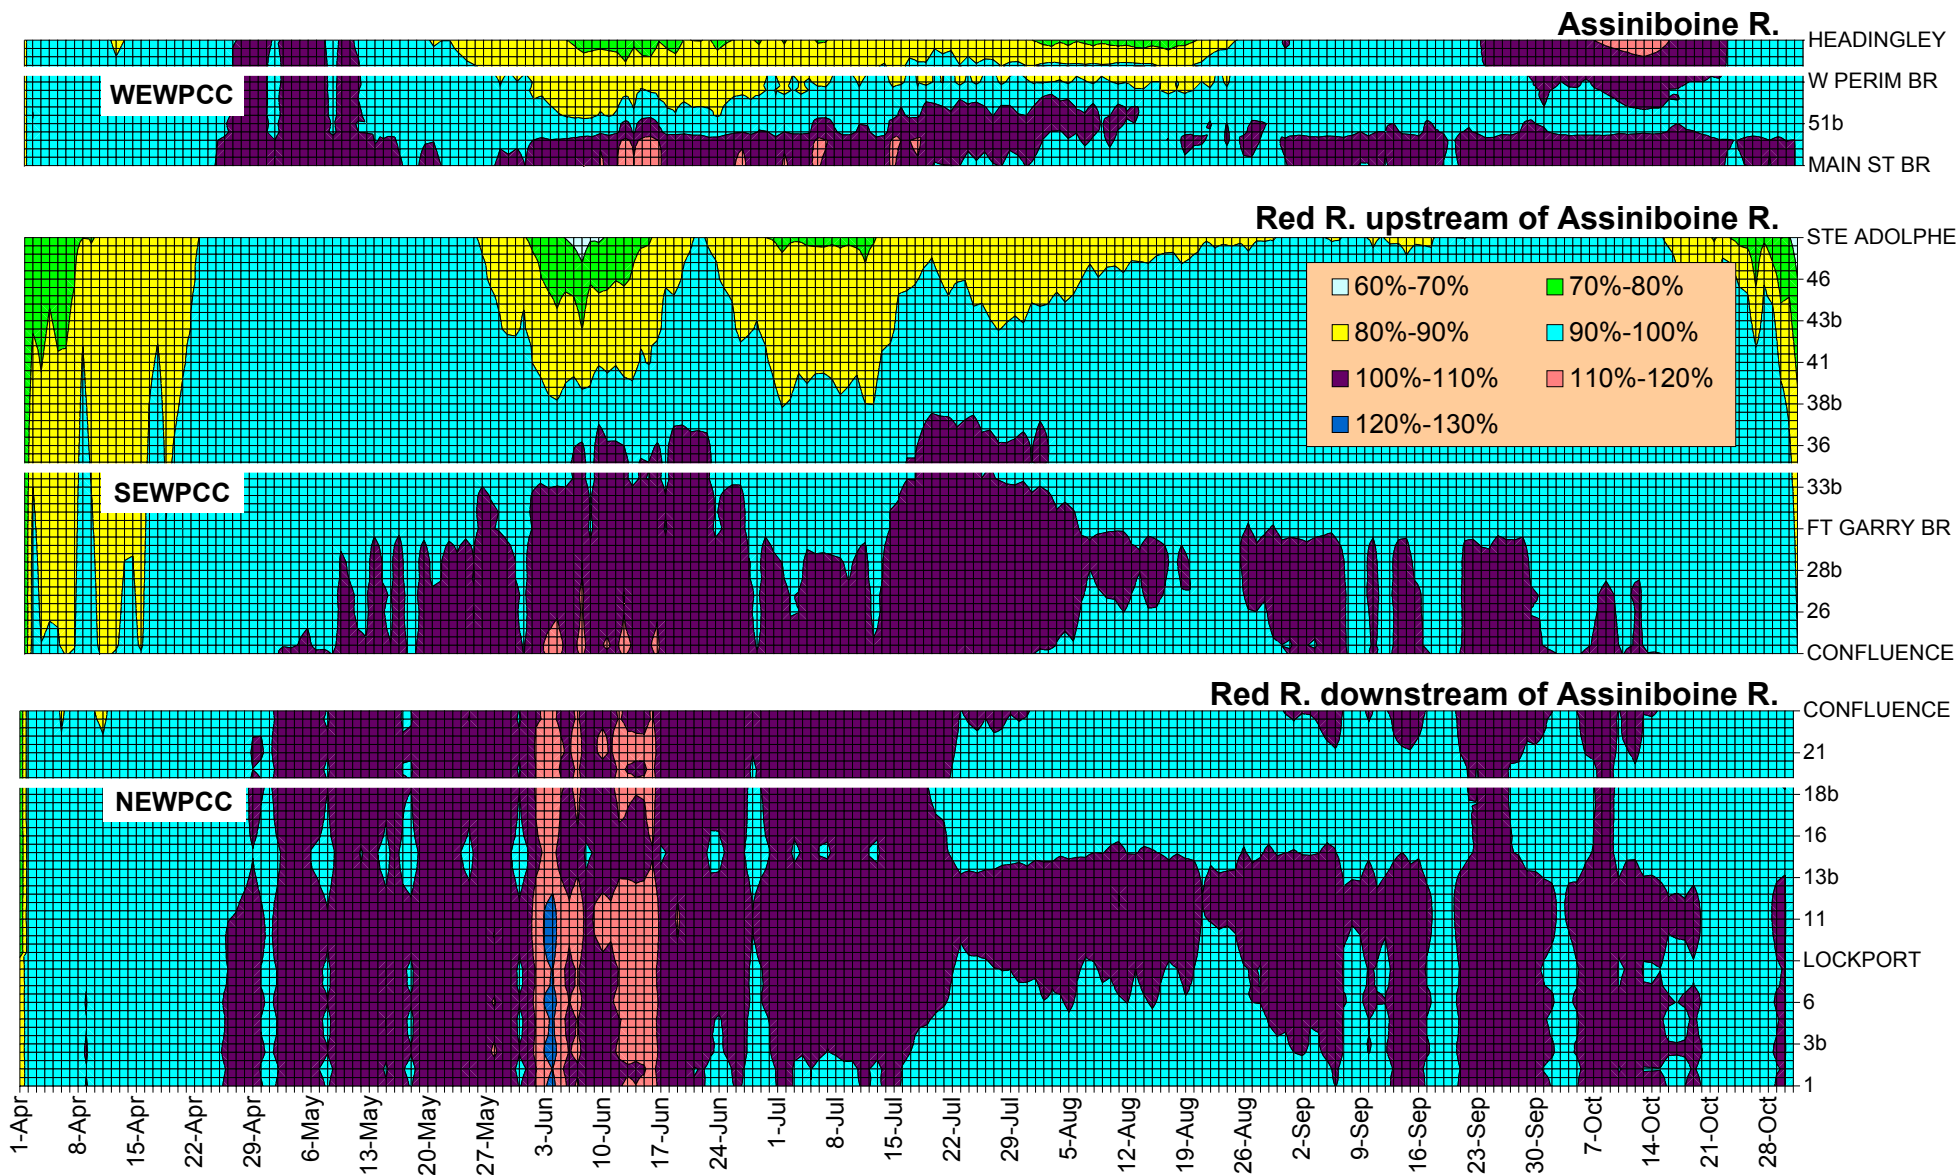 Assiniboine R.
HEADINGLEY
W PERIM BR
WEWPCC
51b
MAIN ST BR
Red R. upstream of Assiniboine R.
STE ADOLPHE
60%-70% 70%-80%
46
80%-90% 90%-100%
43b
41
100%-110% 110%-120%
38b
120%-130%
36
SEWPCC
33b
FT GARRY BR
28b
26
CONFLUENCE
Red R. downstream of Assiniboine R.
CONFLUENCE
21
NEWPCC
18b
16
13b
11
LOCKPORT
6
3b
1
1-Apr 8-Apr 15-Apr 22-Apr 29-Apr 6-May 13-May 20-May 27-May 3-Jun 10-Jun 17-Jun 24-Jun 1-Jul 8-Jul 15-Jul 22-Jul 29-Jul 5-Aug 12-Aug 19-Aug 26-Aug 2-Sep 9-Sep 16-Sep 23-Sep 30-Sep 7-Oct 14-Oct 21-Oct 28-Oct